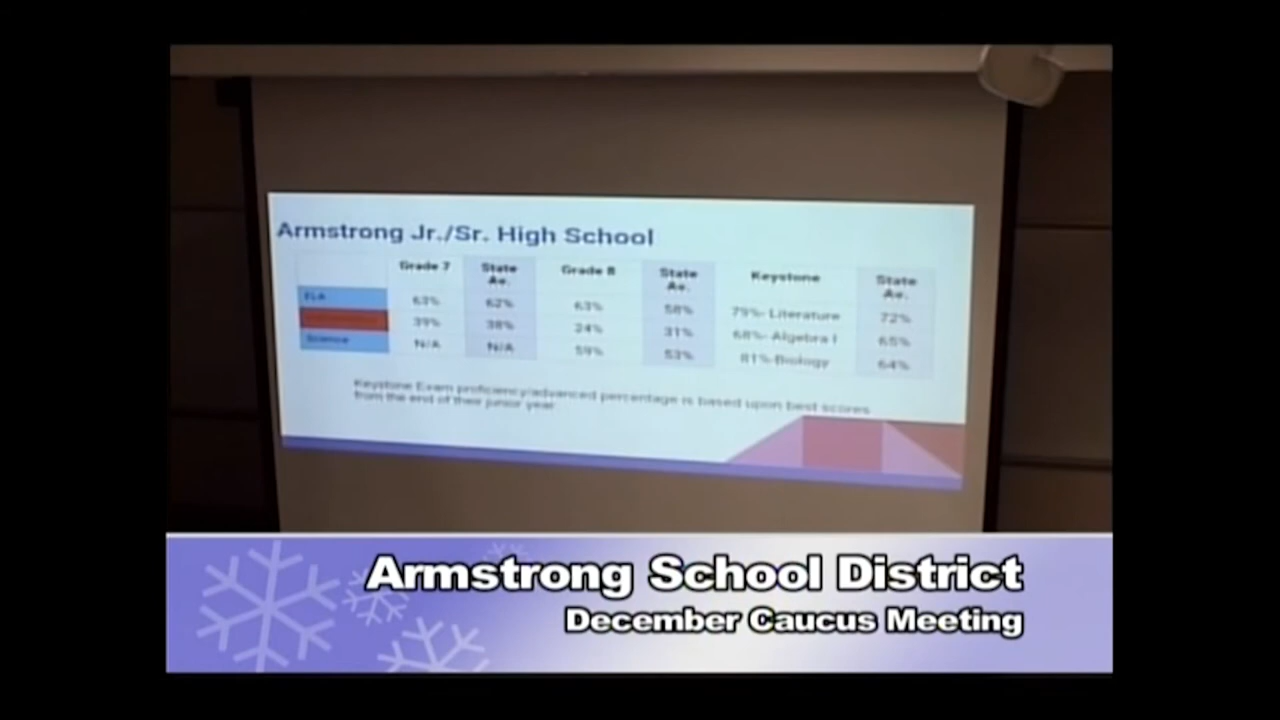 Armstrong Jr./Sr. High School
Grade 7 State Av. Grade 8 State Av. Keystone State Av.
ELA 63% 62% 63% 58% 79%- Literature 72%
39% 38% 24% 31% 68%- Algebra I 65%
Science N/A N/A 59% 53% 81%-Biology 64%
Keystone Exam proficiency/advanced percentage is based upon best scores
from the end of their junior year
Armstrong School District
December Caucus Meeting